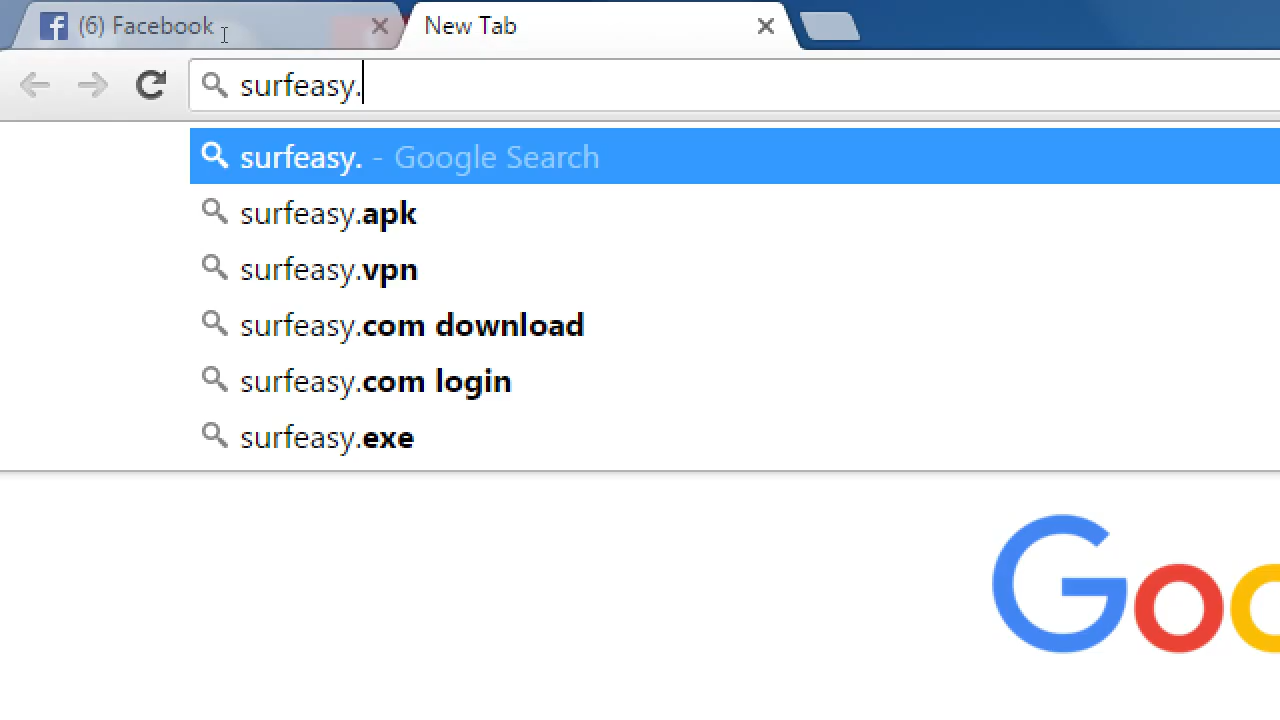 (6) Facebook
New Tab
surfeasy.
surfeasy. - Google Search
surfeasy.apk
surfeasy.vpn
surfeasy.com download
surfeasy.com login
surfeasy.exe
Goo